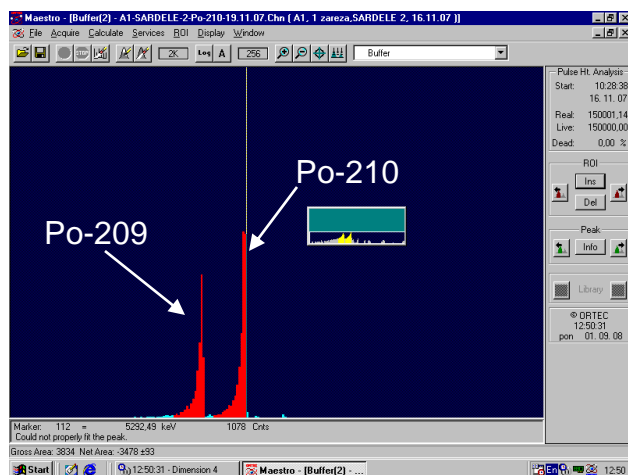 Maestro - [Buffer(2) - A1-SARDELE-2-Po-210-19.11.07.Chn ( A1, 1 zareza,SARDELE 2, 16.11.07 )]
File Acquire Calculate Services ROI Display Window
STOP 2K Log A 256 Buffer
Pulse Ht. Analysis
Start: 10:28:38
16. 11. 07
Real: 150001,14
Live: 150000,00
Dead: 0,00 %
ROI
Ins
Del
Peak
Info
Library
© ORTEC
12:50:31
pon 01. 09. 08
Po-210
Po-209
Marker: 112 = 5292,49 keV 1078 Cnts
Could not properly fit the peak.
Gross Area: 3834 Net Area: -3478 ±93
Start 12:50:31 - Dimension 4 Maestro - [Buffer(2) - ... En 12:50